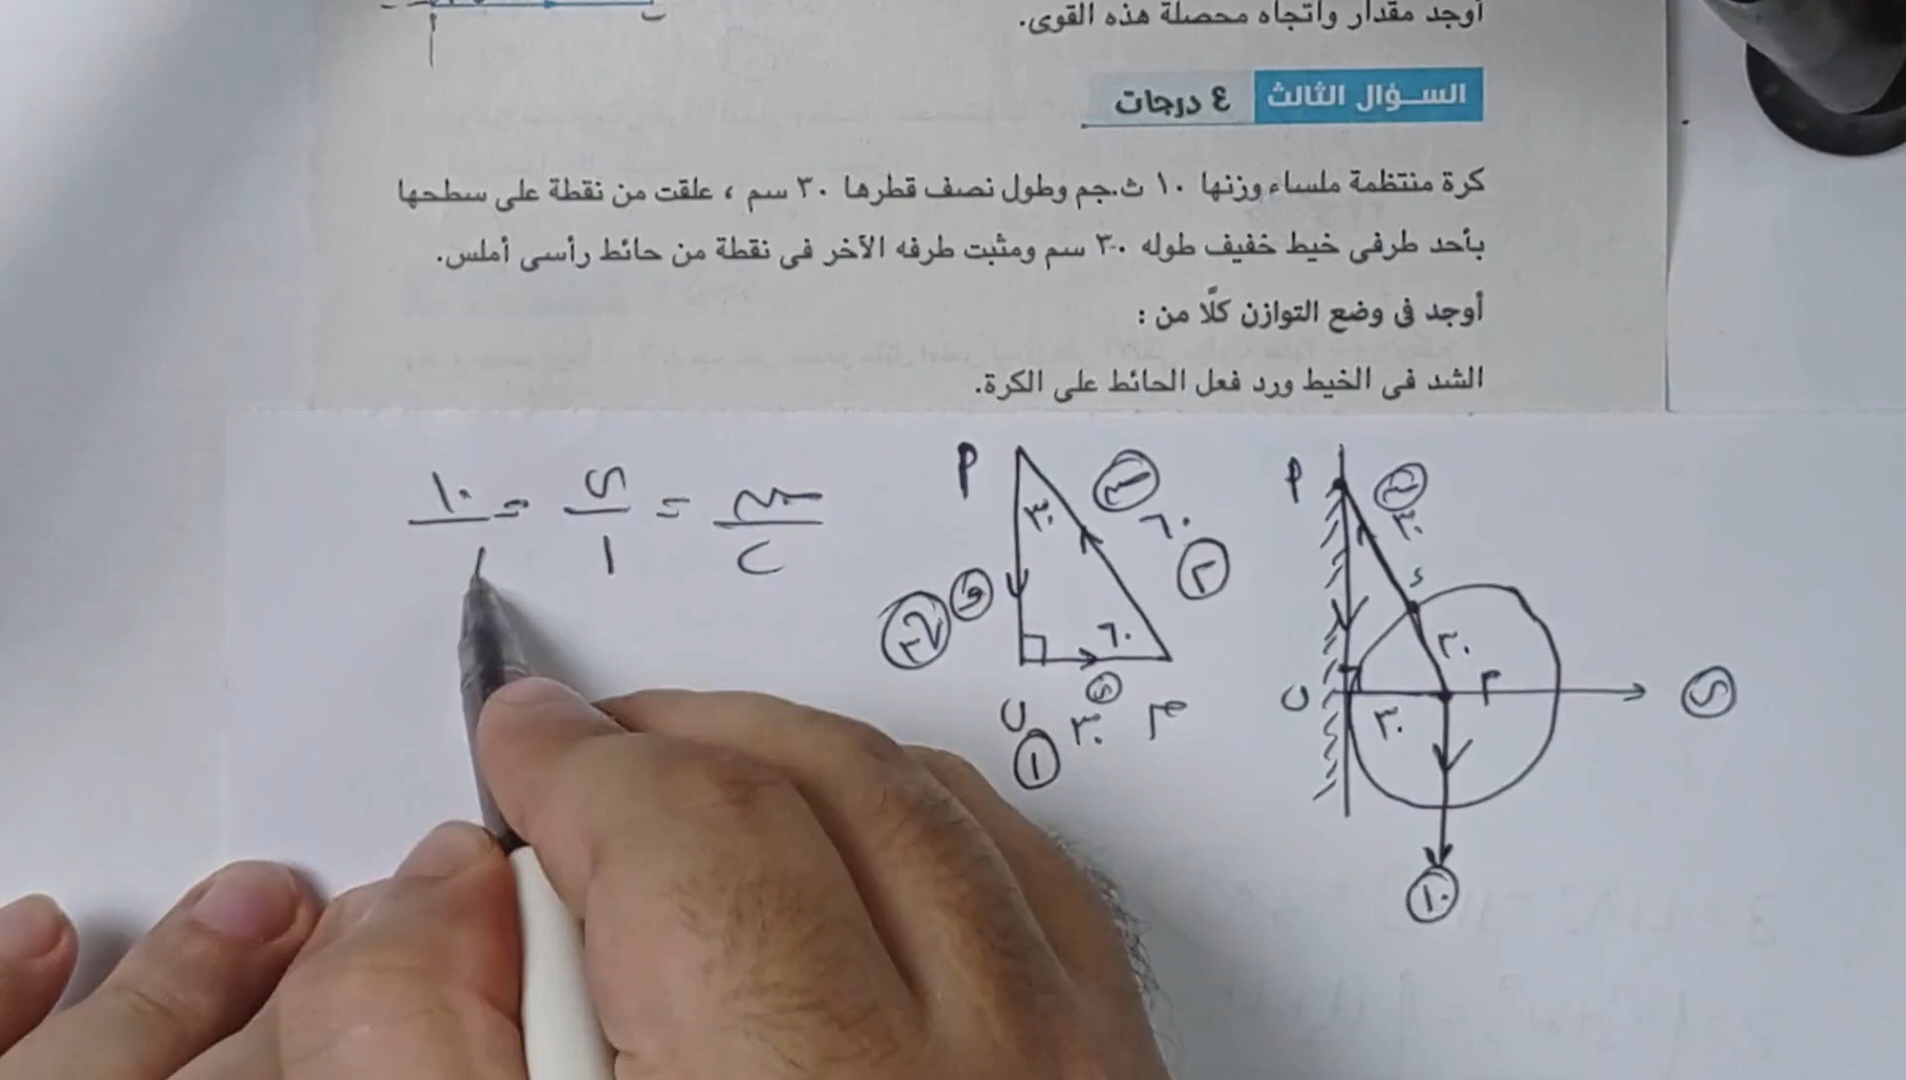 أوجد مقدار واتجاه محصلة هذه القوى.
السؤال الثالث ٤ درجات
كرة منتظمة ملساء وزنها ١٠ ث.جم وطول نصف قطرها ٣٠ سم ، علقت من نقطة على سطحها
بأحد طرفى خيط خفيف طوله ٣٠ سم ومثبت طرفه الآخر فى نقطة من حائط رأسى أملس.
أوجد فى وضع التوازن كلًا من :
الشد فى الخيط ورد فعل الحائط على الكرة.
ش/٢ = ر/١ = ١٠/
٣٠
٦٠
٢
و
٦٠
ر
ب
٣٠
م
١
ش
٣٠
ء
٣٠
م
ب
٣٠
ر
١٠